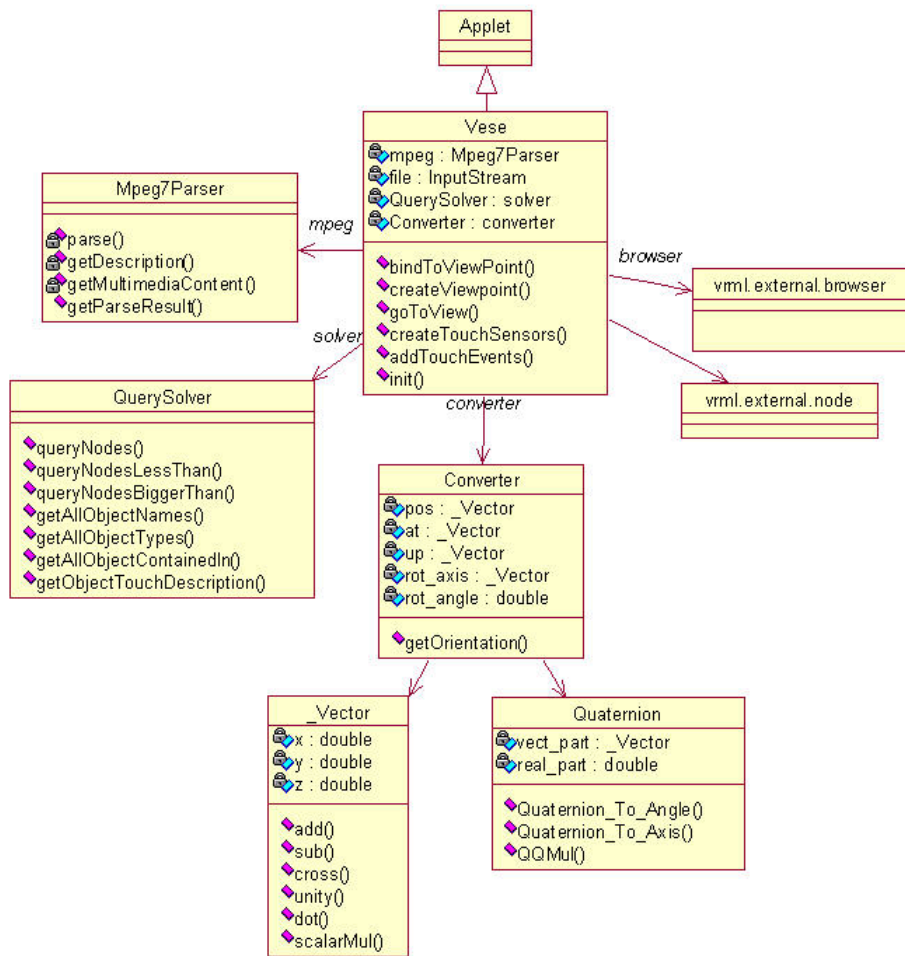 Applet
Vese
mpeg : Mpeg7Parser
file : InputStream
QuerySolver : solver
Converter : converter
bindToViewPoint()
createViewpoint()
goToView()
createTouchSensors()
addTouchEvents()
init()
Mpeg7Parser
parse()
getDescription()
getMultimediaContent()
getParseResult()
mpeg
browser
vrml.external.browser
solver
vrml.external.node
QuerySolver
queryNodes()
queryNodesLessThan()
queryNodesBiggerThan()
getAllObjectNames()
getAllObjectTypes()
getAllObjectContainedIn()
getObjectTouchDescription()
converter
Converter
pos : _Vector
at : _Vector
up : _Vector
rot_axis : _Vector
rot_angle : double
getOrientation()
_Vector
x : double
y : double
z : double
add()
sub()
cross()
unity()
dot()
scalarMul()
Quaternion
vect_part : _Vector
real_part : double
Quaternion_To_Angle()
Quaternion_To_Axis()
QQMul()